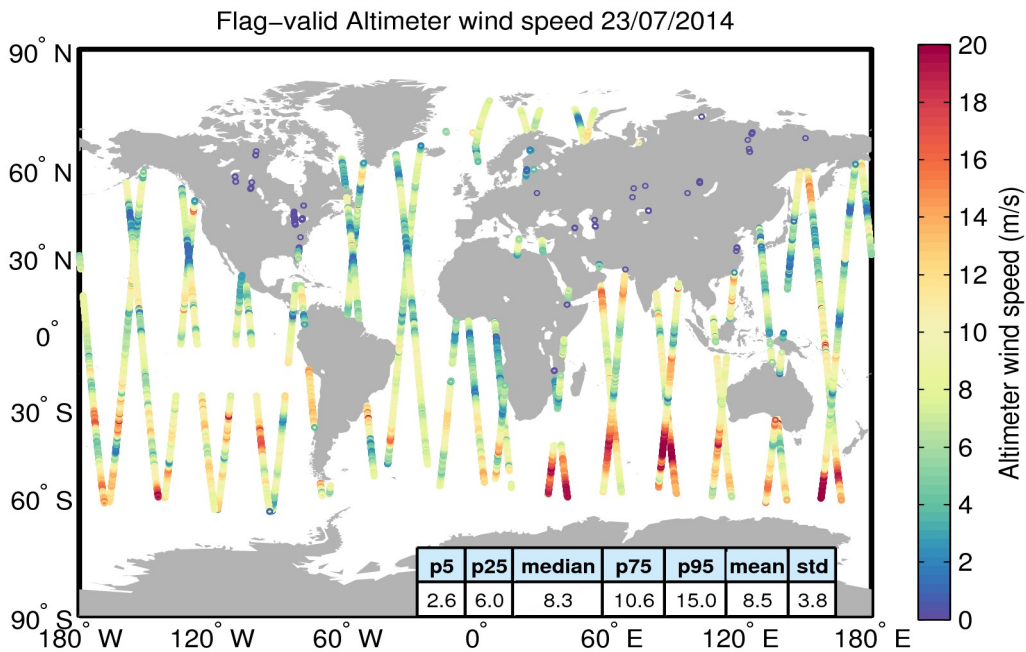 Flag−valid Altimeter wind speed 23/07/2014
90° N
60° N
30° N
0°
30° S
60° S
90° S
180° W
120° W
60° W
0°
60° E
120° E
180° E
p5 p25 median p75 p95 mean std
2.6 6.0 8.3 10.6 15.0 8.5 3.8
20
18
16
14
12
10
8
6
4
2
0
Altimeter wind speed (m/s)